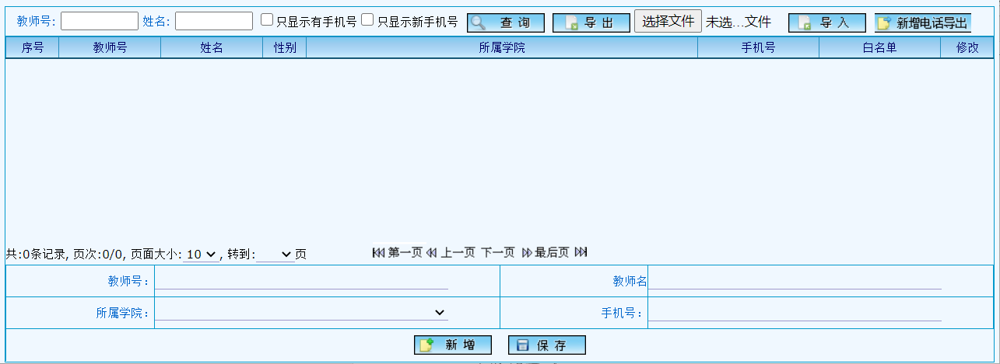 教师号: 姓名: 只显示有手机号 只显示新手机号 查 询 导 出 选择文件 未选...文件 导 入 新增电话导出
序号 教师号 姓名 性别 所属学院 手机号 白名单 修改
共:0条记录, 页次:0/0, 页面大小: 10 , 转到: 页 第一页 上一页 下一页 最后页
教师号： 教师名
所属学院： 手机号：
新 增 保 存